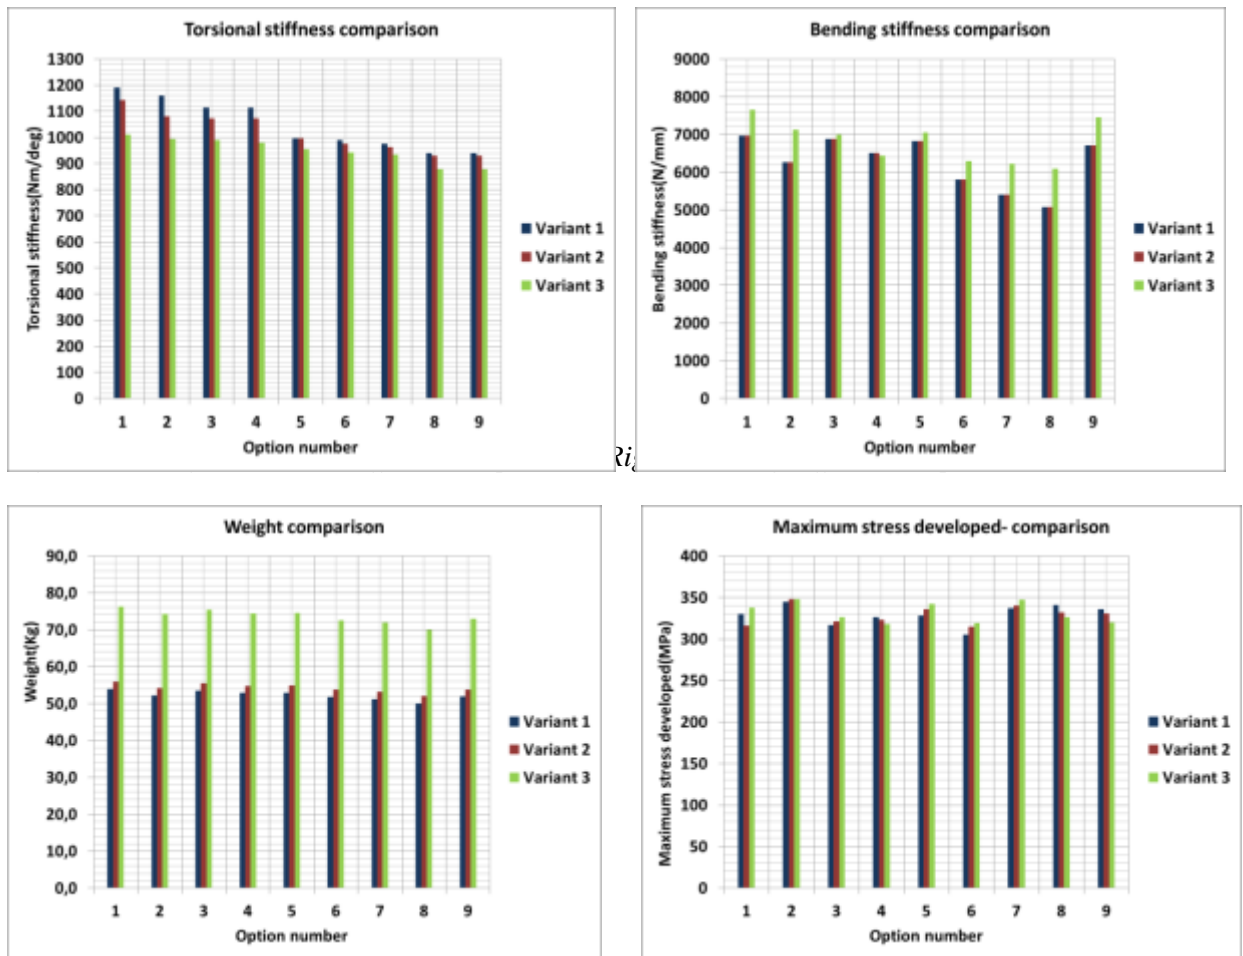 Torsional stiffness comparison
1300
1200
1100
1000
900
800
700
600
500
400
300
200
100
0
Torsional stiffness(Nm/deg)
1 2 3 4 5 6 7 8 9
Option number
Variant 1
Variant 2
Variant 3
Bending stiffness comparison
9000
8000
7000
6000
5000
4000
3000
2000
1000
0
Bending stiffness(N/mm)
1 2 3 4 5 6 7 8 9
Option number
Variant 1
Variant 2
Variant 3
Weight comparison
90,0
80,0
70,0
60,0
50,0
40,0
30,0
20,0
10,0
0,0
Weight(Kg)
1 2 3 4 5 6 7 8 9
Option number
Variant 1
Variant 2
Variant 3
Maximum stress developed- comparison
400
350
300
250
200
150
100
50
0
Maximum stress developed(MPa)
1 2 3 4 5 6 7 8 9
Option number
Variant 1
Variant 2
Variant 3